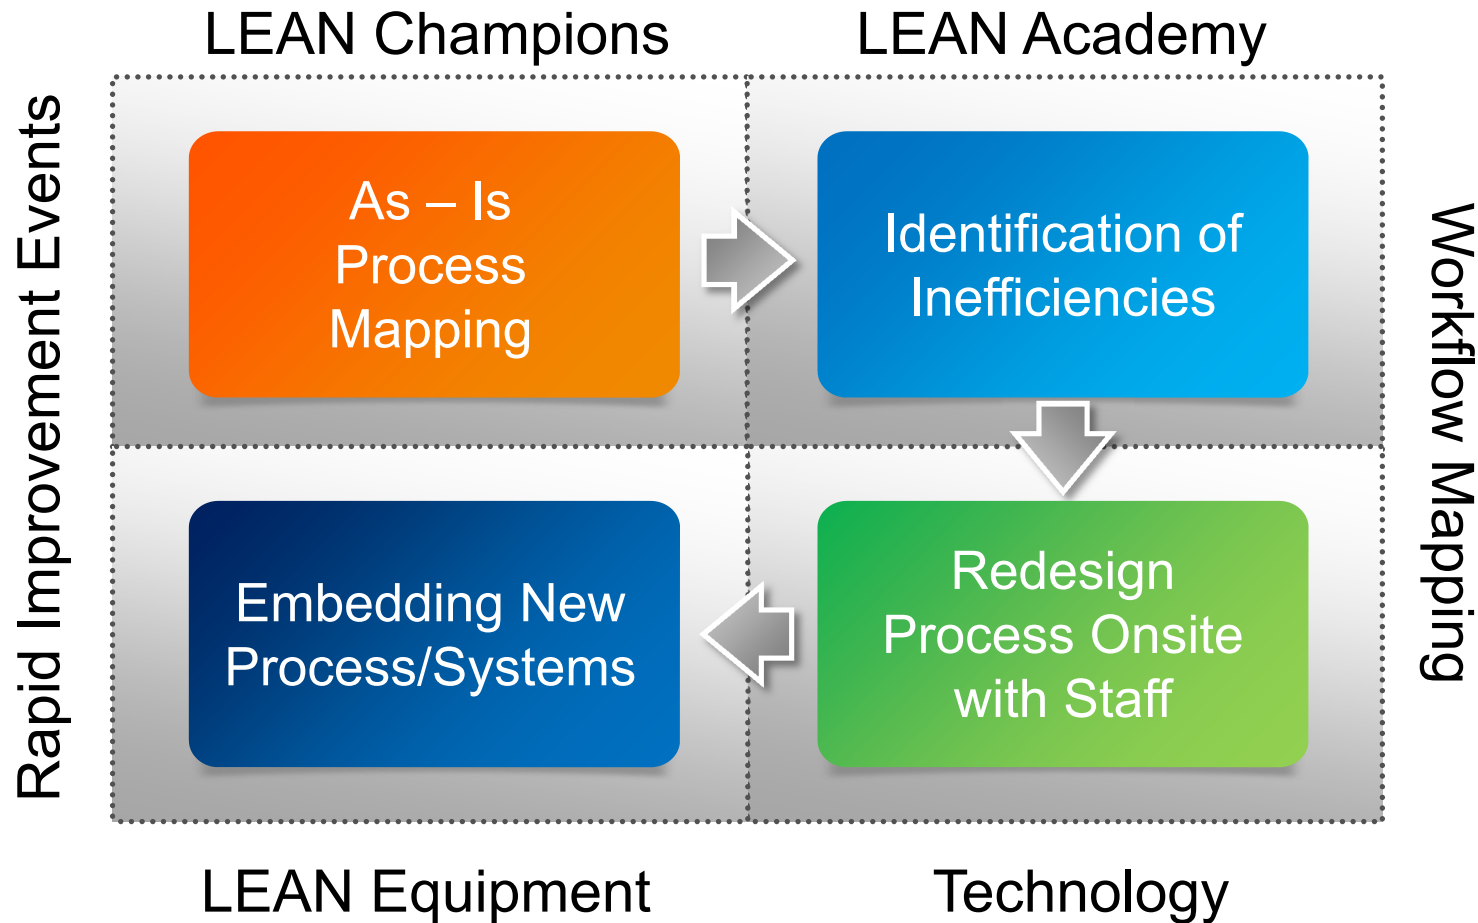 LEAN Champions
LEAN Academy
Rapid Improvement Events
As – Is
Process
Mapping
Identification of
Inefficiencies
Workflow Mapping
Embedding New
Process/Systems
Redesign
Process Onsite
with Staff
LEAN Equipment
Technology